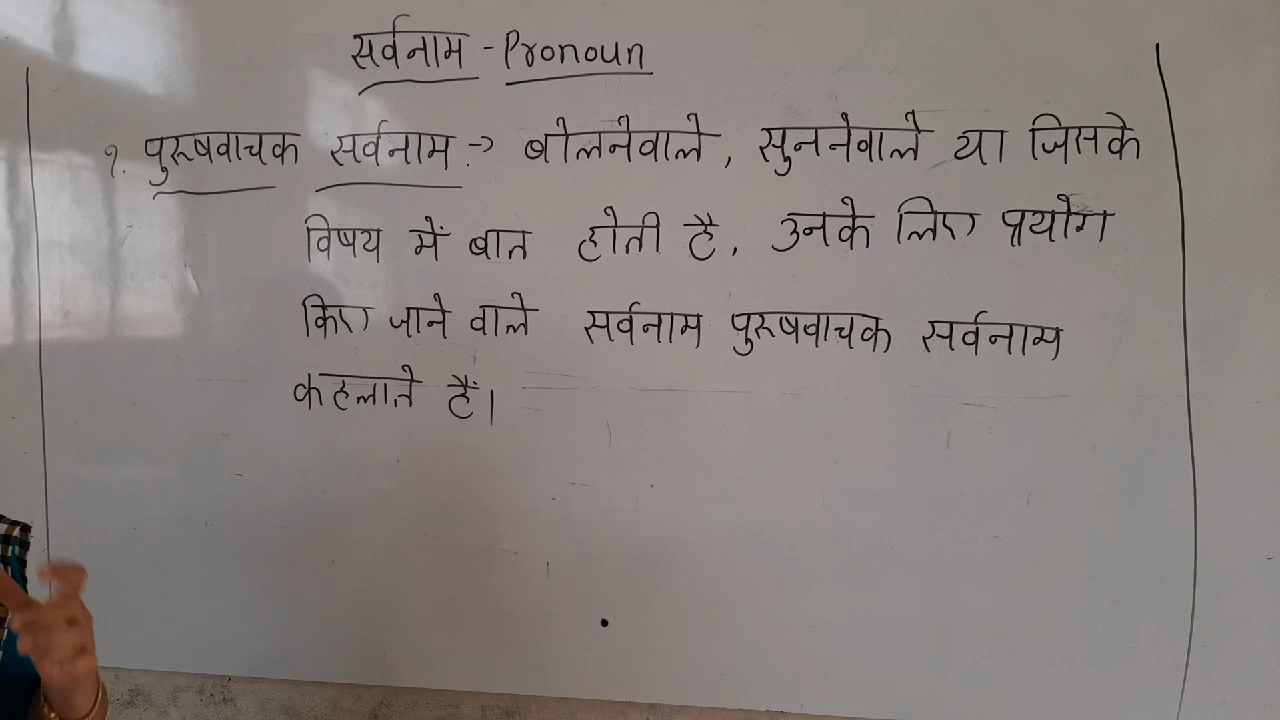 सर्वनाम - Pronoun
१. पुरुषवाचक सर्वनाम :-> बोलनेवाले, सुननेवाले या जिसके
विषय में बात होती है, उनके लिए प्रयोग
किए जाने वाले सर्वनाम पुरुषवाचक सर्वनाम
कहलाते हैं।